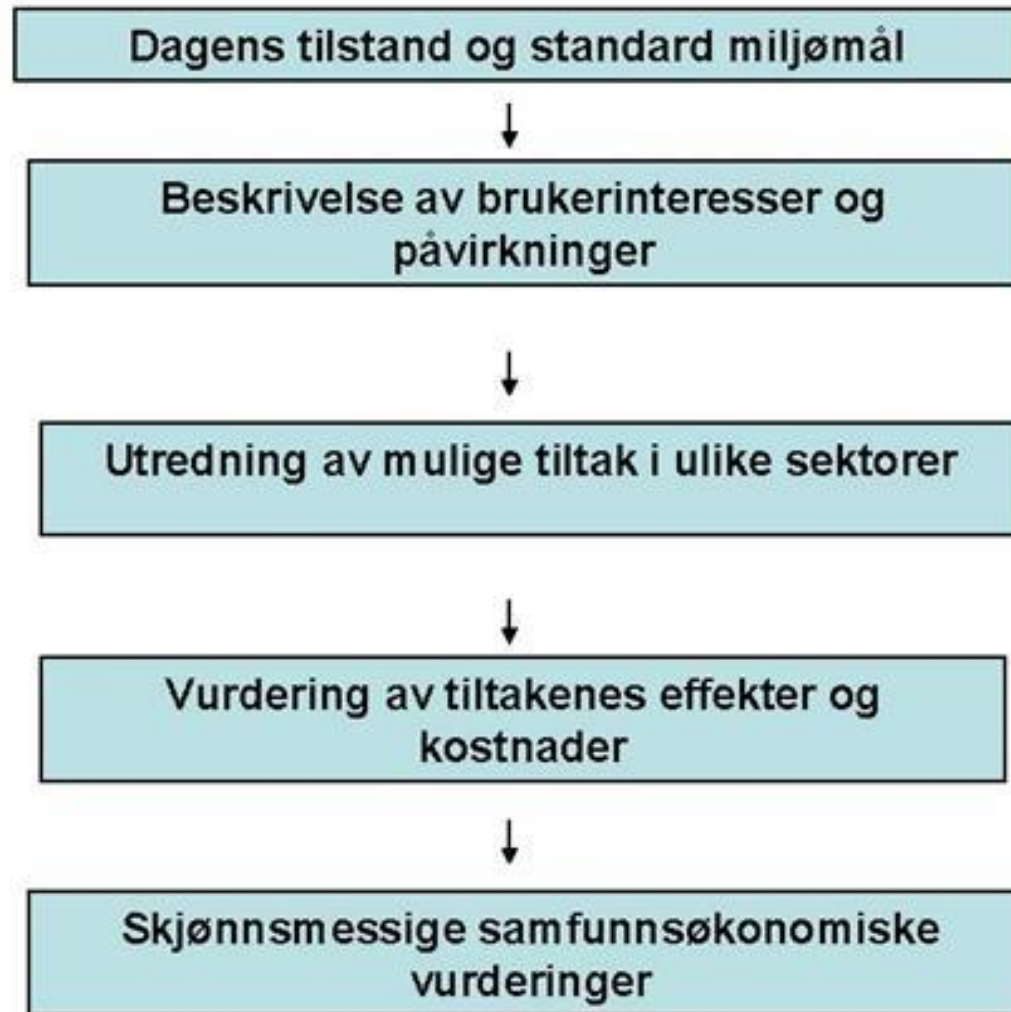 Dagens tilstand og standard miljømål
Beskrivelse av brukerinteresser og
påvirkninger
Utredning av mulige tiltak i ulike sektorer
Vurdering av tiltakenes effekter og
kostnader
Skjønnsmessige samfunnsøkonomiske
vurderinger